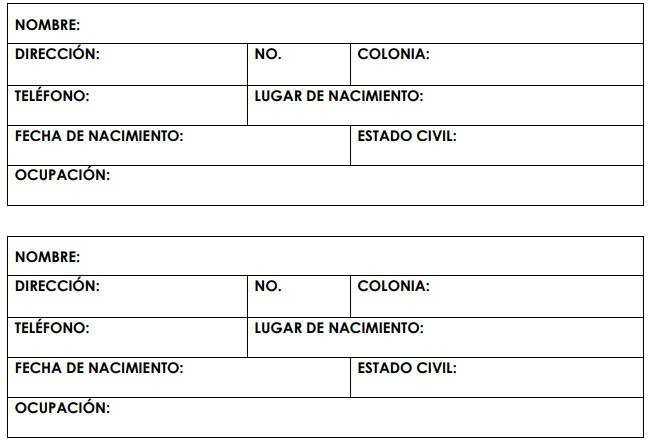 NOMBRE:
DIRECCIÓN: NO. COLONIA:
TELÉFONO: LUGAR DE NACIMIENTO:
FECHA DE NACIMIENTO: ESTADO CIVIL:
OCUPACIÓN:
NOMBRE:
DIRECCIÓN: NO. COLONIA:
TELÉFONO: LUGAR DE NACIMIENTO:
FECHA DE NACIMIENTO: ESTADO CIVIL:
OCUPACIÓN: